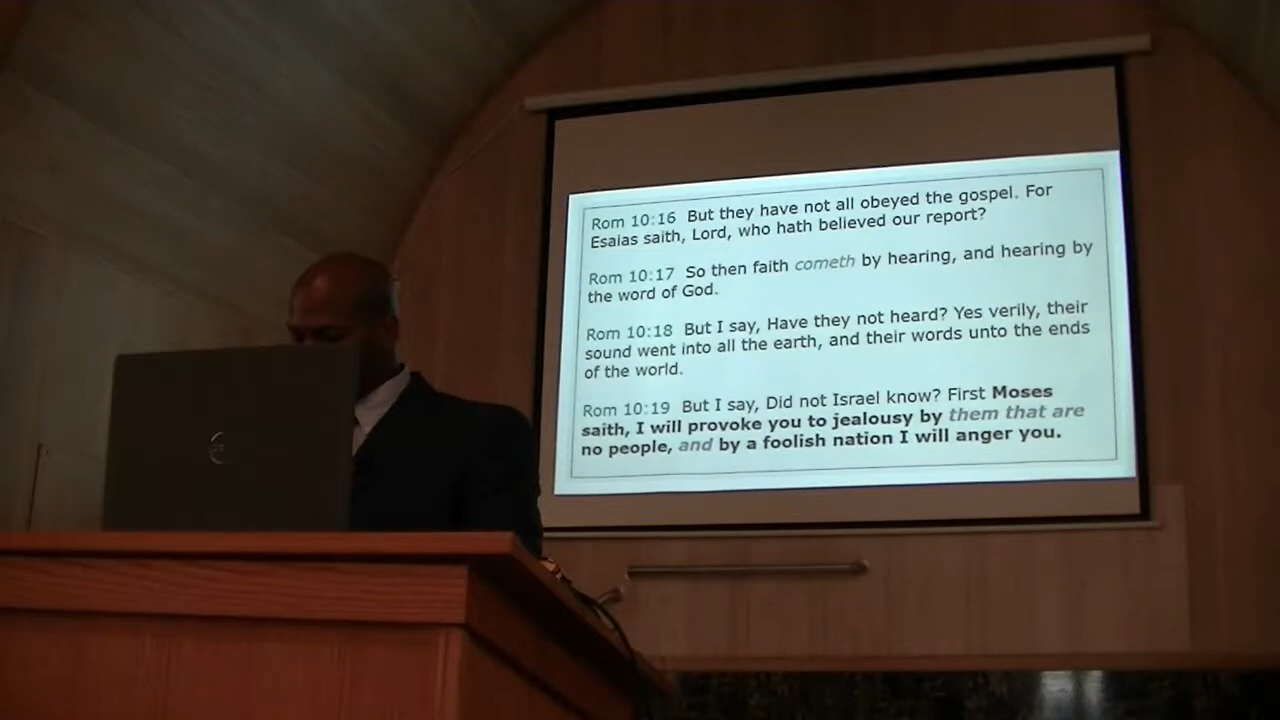 Rom 10:16 But they have not all obeyed the gospel. For
Esaias saith, Lord, who hath believed our report?
Rom 10:17 So then faith cometh by hearing, and hearing by
the word of God.
Rom 10:18 But I say, Have they not heard? Yes verily, their
sound went into all the earth, and their words unto the ends
of the world.
Rom 10:19 But I say, Did not Israel know? First Moses
saith, I will provoke you to jealousy by them that are
no people, and by a foolish nation I will anger you.